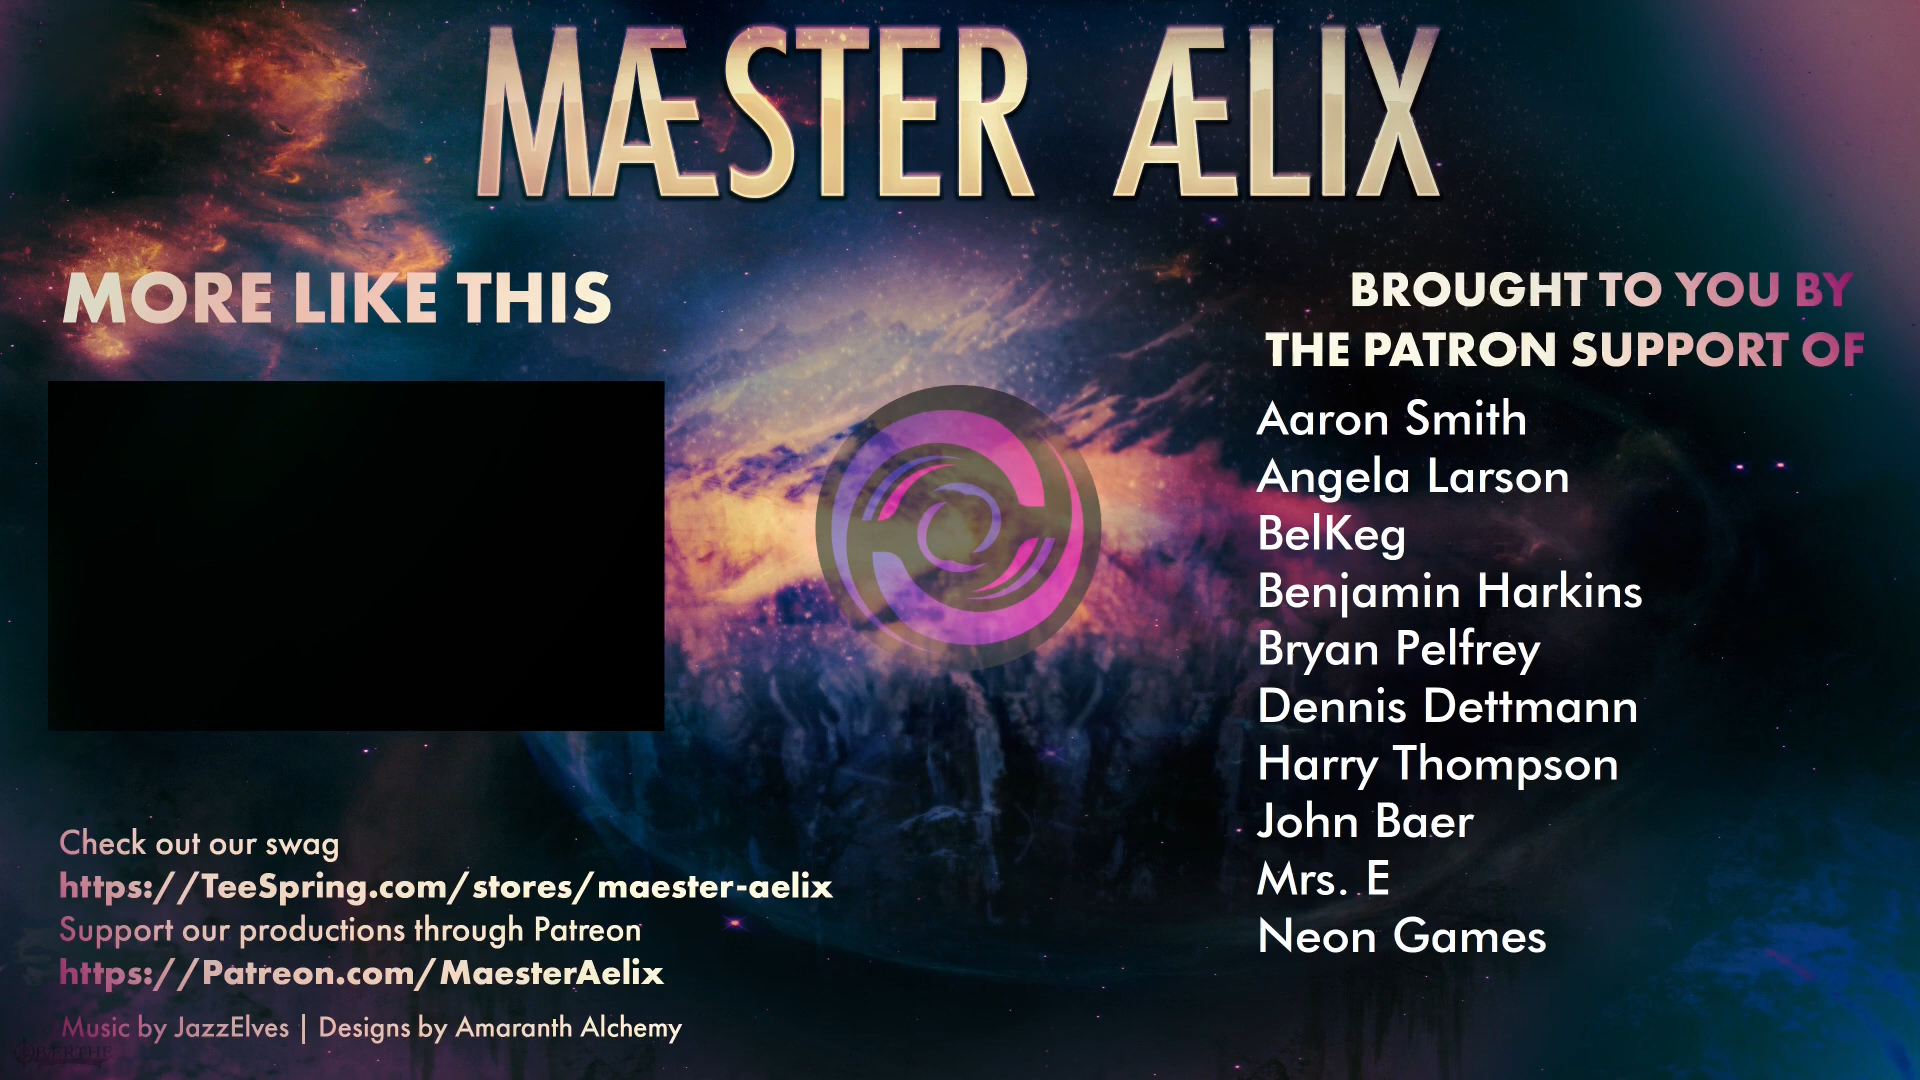 MÆSTER ÆLIX
MORE LIKE THIS
BROUGHT TO YOU BY
THE PATRON SUPPORT OF
Aaron Smith
Angela Larson
BelKeg
Benjamin Harkins
Bryan Pelfrey
Dennis Dettmann
Harry Thompson
John Baer
Mrs. E
Neon Games
Check out our swag
https://TeeSpring.com/stores/maester-aelix
Support our productions through Patreon
https://Patreon.com/MaesterAelix
Music by JazzElves | Designs by Amaranth Alchemy